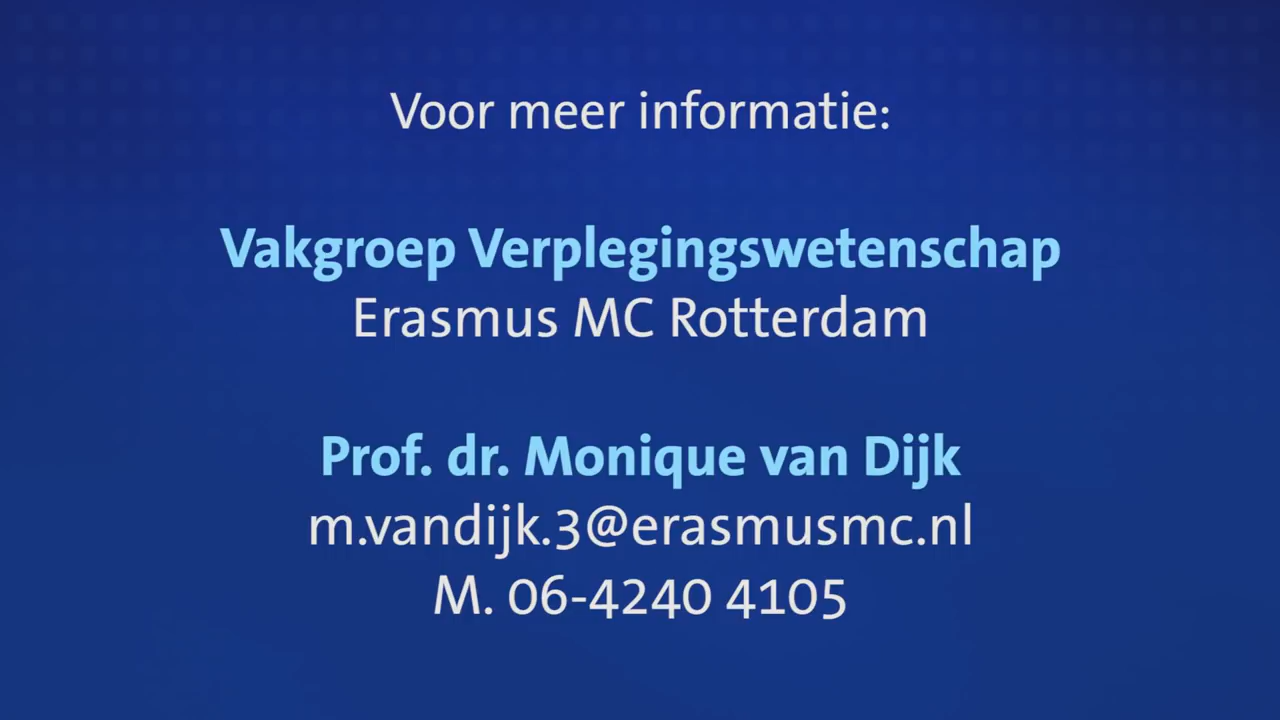 Voor meer informatie:
Vakgroep Verplegingswetenschap
Erasmus MC Rotterdam
Prof. dr. Monique van Dijk
m.vandijk.3@erasmusmc.nl
M. 06-4240 4105